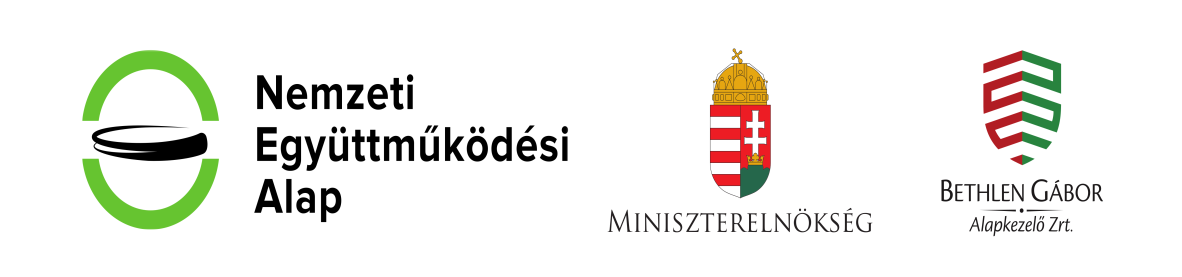 Nemzeti
Együttműködési
Alap
MINISZTERELNÖKSÉG
BETHLEN GÁBOR
Alapkezelő Zrt.